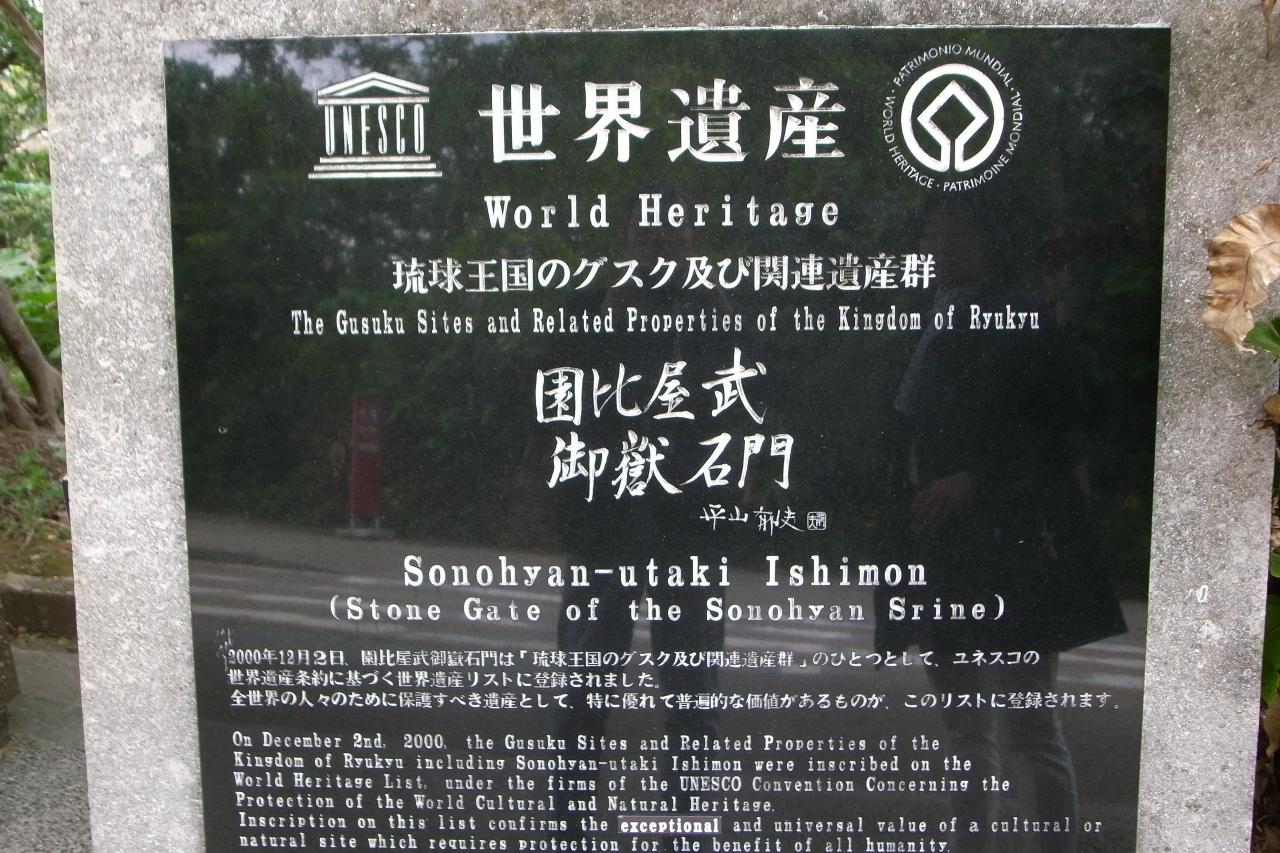 UNESCO
世界遺産
WORLD HERITAGE · PATRIMONIO MUNDIAL · PATRIMOINE MONDIAL ·
World Heritage
琉球王国のグスク及び関連遺産群
The Gusuku Sites and Related Properties of the Kingdom of Ryukyu
園比屋武
御嶽石門
平山郁夫
Sonohyan-utaki Ishimon
(Stone Gate of the Sonohyan Srine)
2000年12月2日、園比屋武御嶽石門は「琉球王国のグスク及び関連遺産群」のひとつとして、ユネスコの
世界遺産条約に基づく世界遺産リストに登録されました。
全世界の人々のために保護すべき遺産として、特に優れて普遍的な価値があるものが、このリストに登録されます。
On December 2nd, 2000, the Gusuku Sites and Related Properties of the
Kingdom of Ryukyu including Sonohyan-utaki Ishimon were inscribed on the
World Heritage List, under the firms of the UNESCO Convention Concerning the
Protection of the World Cultural and Natural Heritage.
Inscription on this list confirms the exceptional and universal value of a cultural or
natural site which requires protection for the benefit of all humanity.